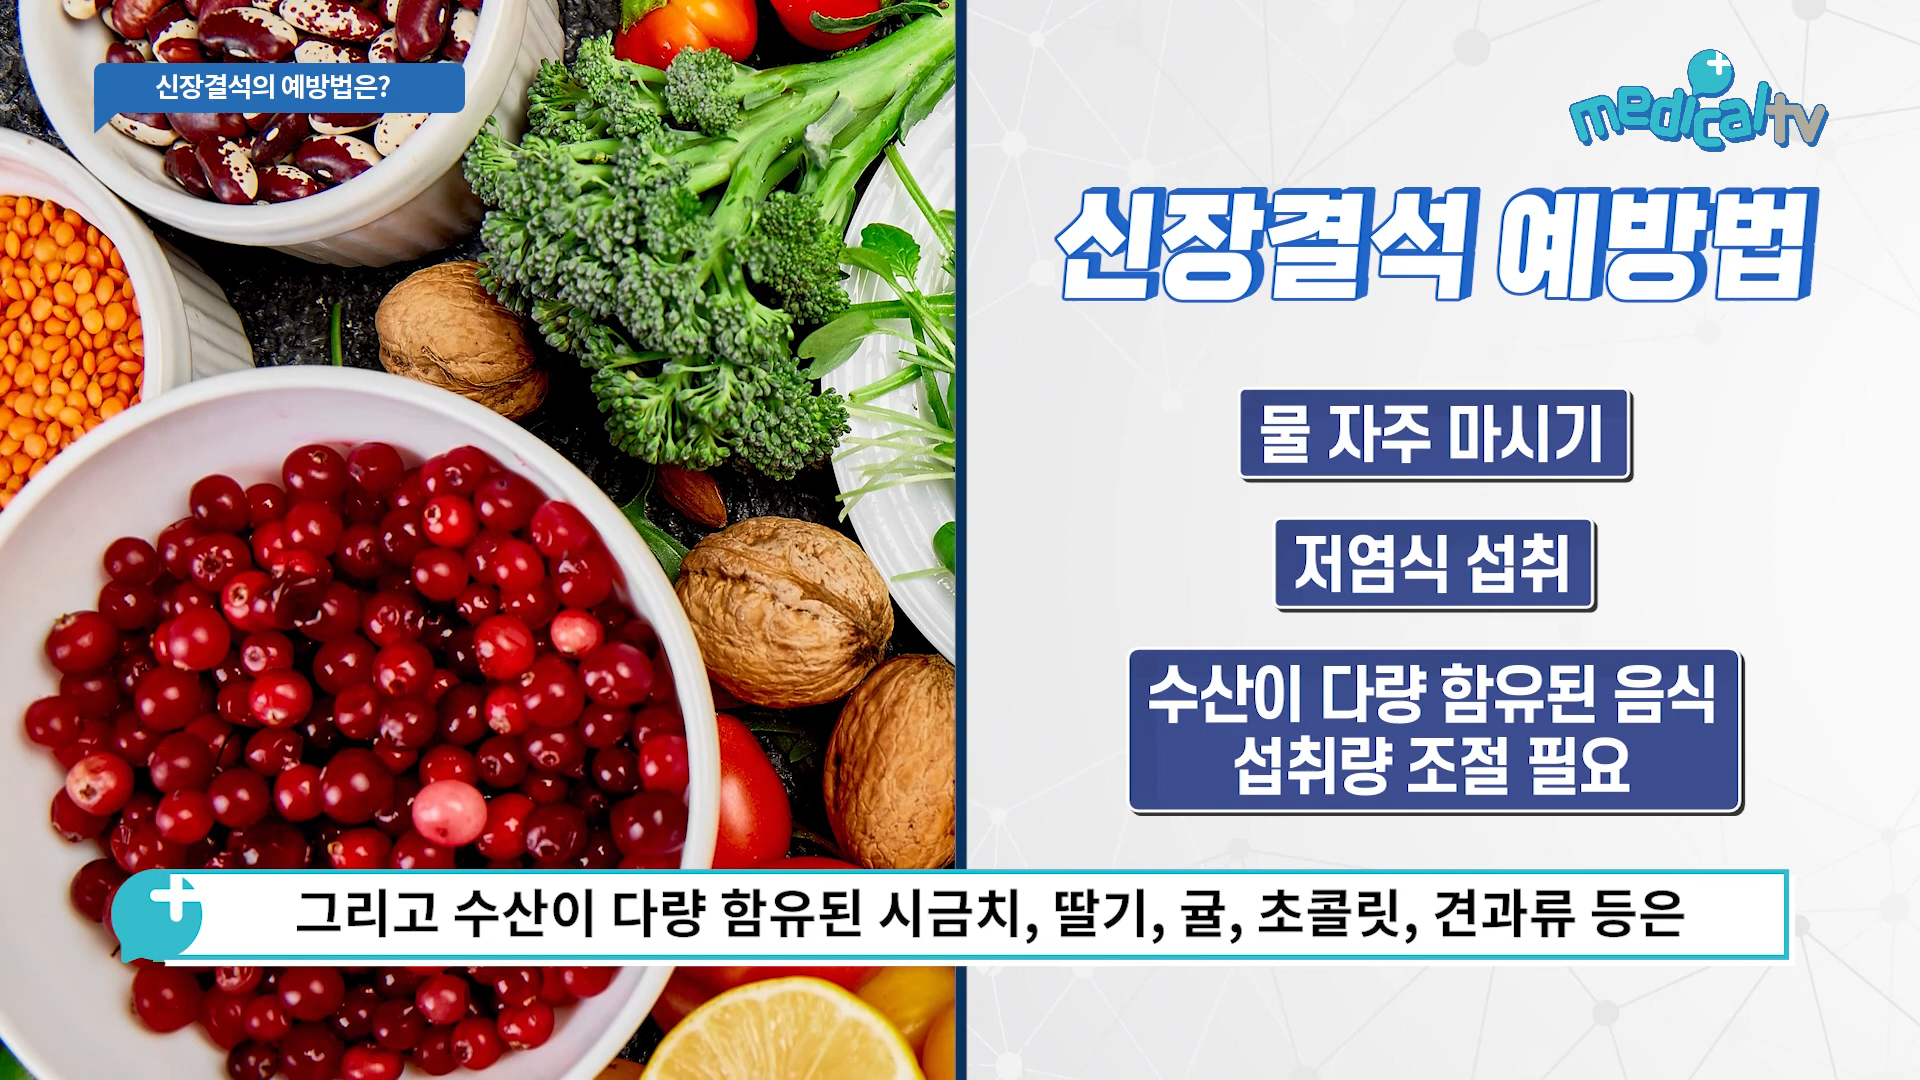 신장결석의 예방법은?
medicaltv
신장결석 예방법
물 자주 마시기
저염식 섭취
수산이 다량 함유된 음식
섭취량 조절 필요
그리고 수산이 다량 함유된 시금치, 딸기, 귤, 초콜릿, 견과류 등은